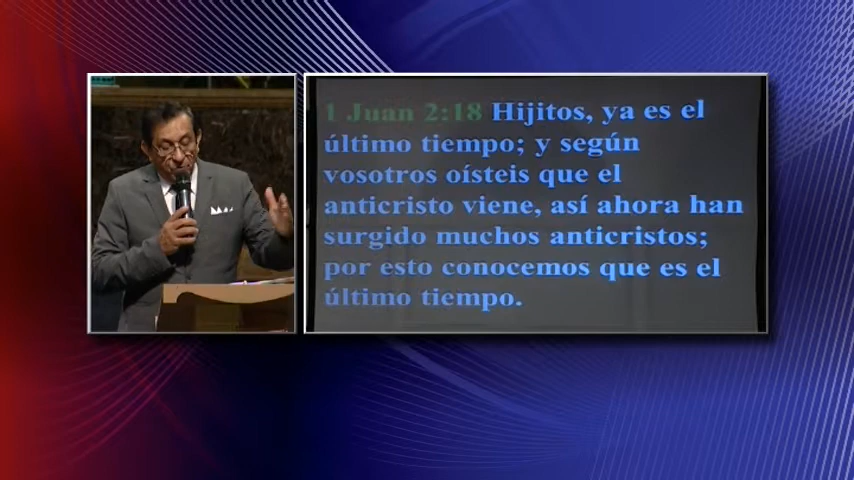 1 Juan 2:18 Hijitos, ya es el
último tiempo; y según
vosotros oísteis que el
anticristo viene, así ahora han
surgido muchos anticristos;
por esto conocemos que es el
último tiempo.